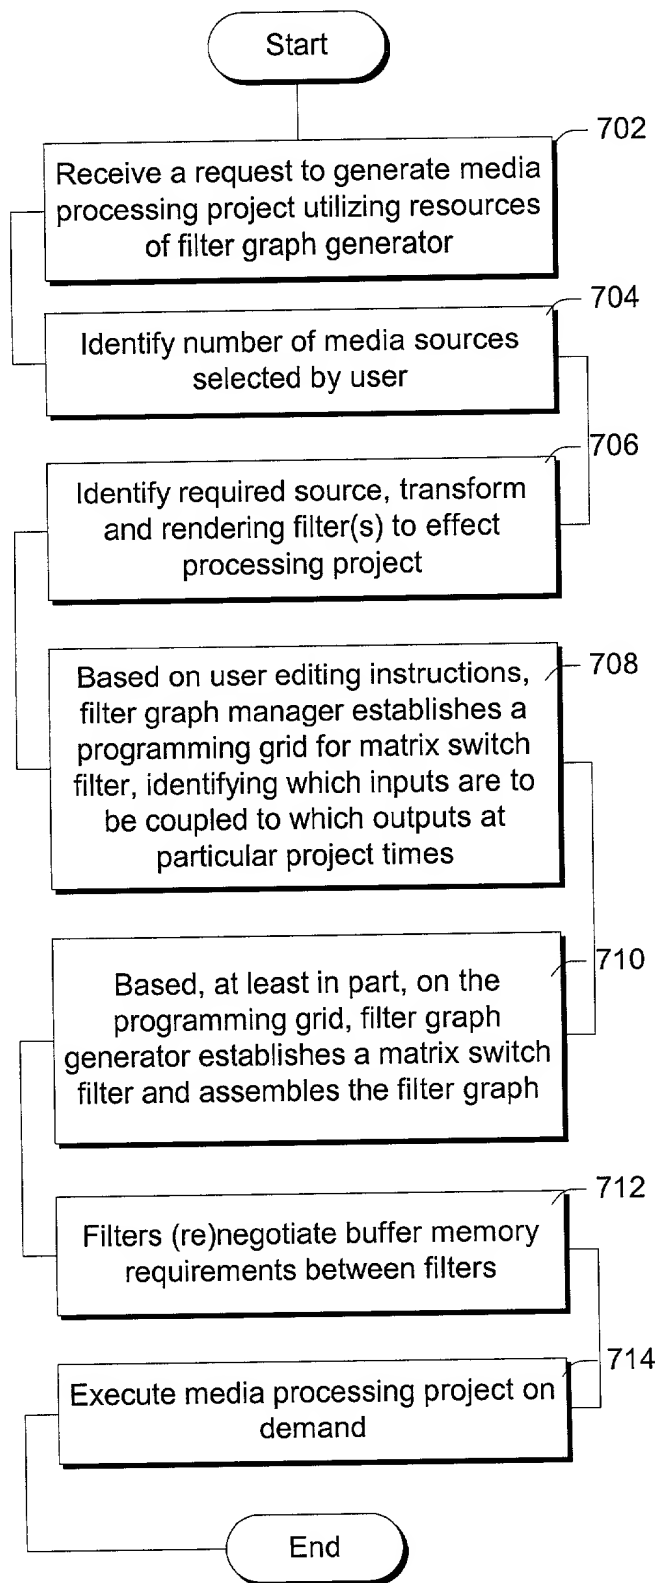 Start
702
Receive a request to generate media
processing project utilizing resources
of filter graph generator
704
Identify number of media sources
selected by user
706
Identify required source, transform
and rendering filter(s) to effect
processing project
708
Based on user editing instructions,
filter graph manager establishes a
programming grid for matrix switch
filter, identifying which inputs are to
be coupled to which outputs at
particular project times
710
Based, at least in part, on the
programming grid, filter graph
generator establishes a matrix switch
filter and assembles the filter graph
712
Filters (re)negotiate buffer memory
requirements between filters
714
Execute media processing project on
demand
End